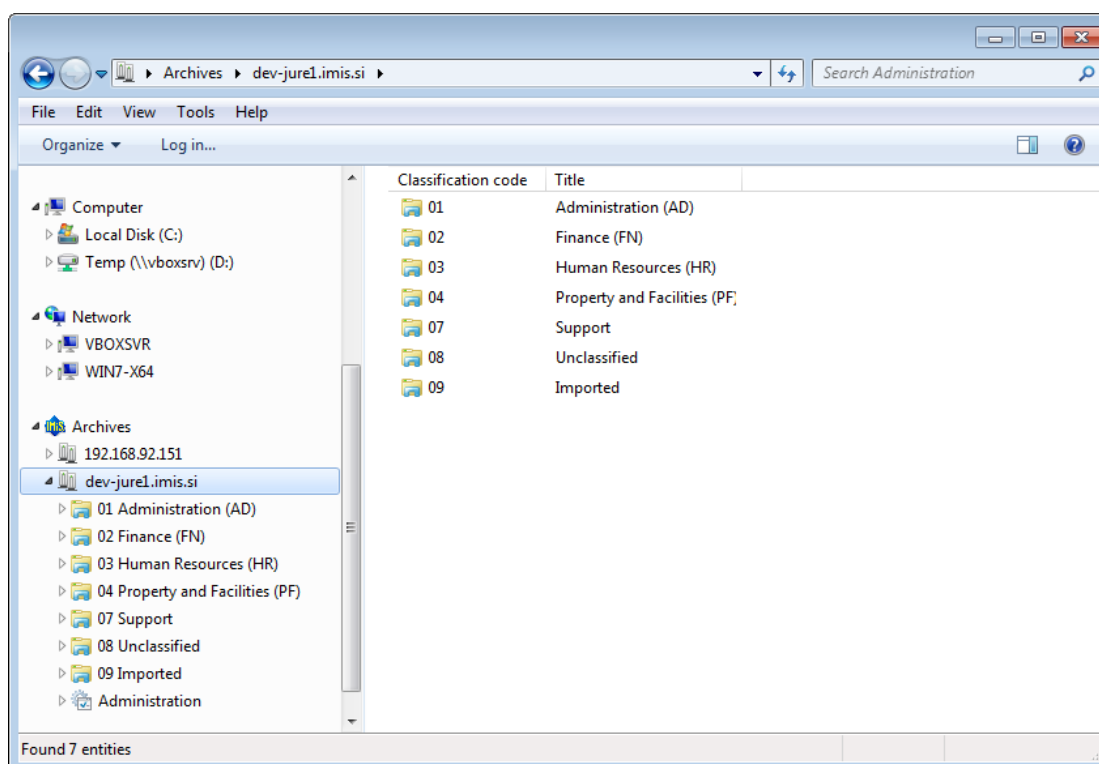 Archives dev-jure1.imis.si Search Administration
File Edit View Tools Help
Organize Log in...
Computer
Local Disk (C:)
Temp (\\vboxsrv) (D:)
Network
VBOXSVR
WIN7-X64
Archives
192.168.92.151
dev-jure1.imis.si
01 Administration (AD)
02 Finance (FN)
03 Human Resources (HR)
04 Property and Facilities (PF)
07 Support
08 Unclassified
09 Imported
Administration
Classification code Title
01 Administration (AD)
02 Finance (FN)
03 Human Resources (HR)
04 Property and Facilities (PF)
07 Support
08 Unclassified
09 Imported
Found 7 entities